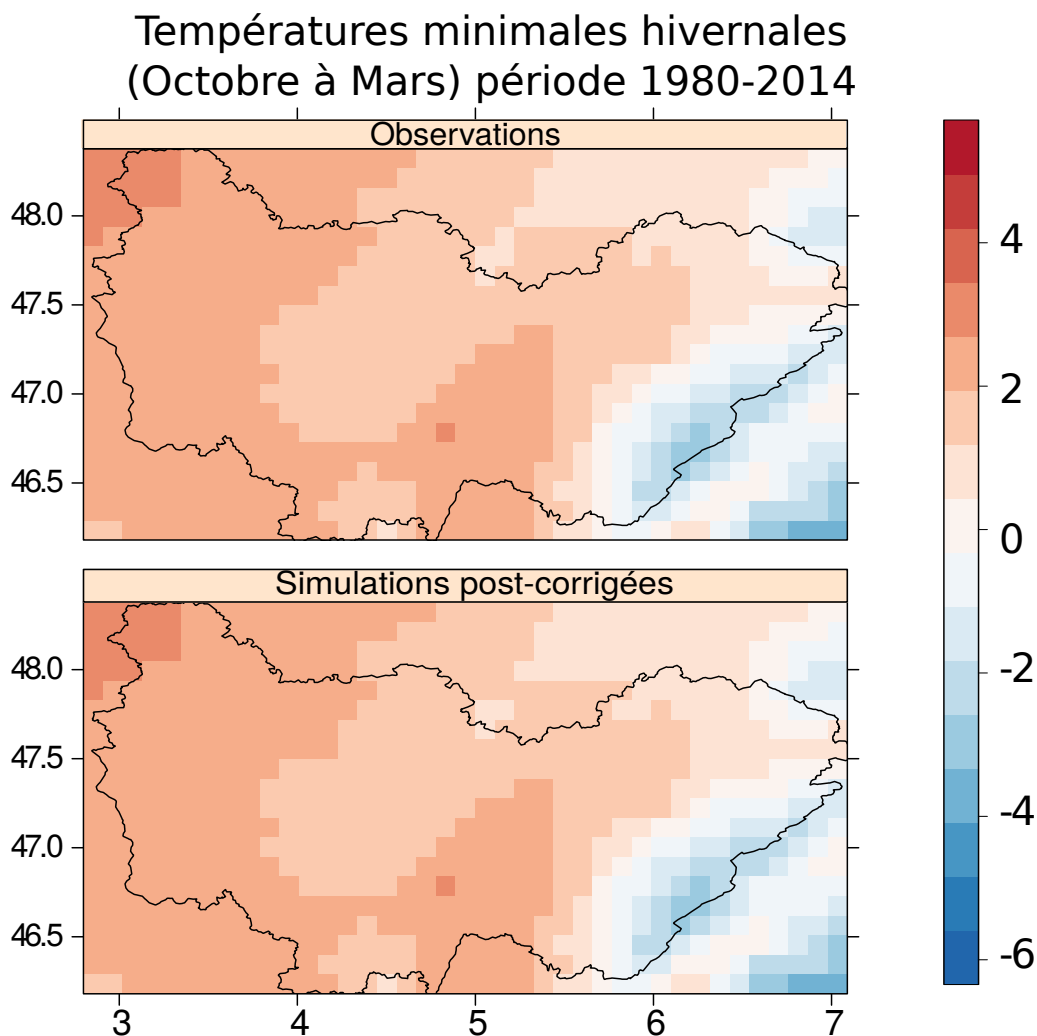 Températures minimales hivernales
(Octobre à Mars) période 1980-2014
Observations
48.0
47.5
47.0
46.5
Simulations post-corrigées
48.0
47.5
47.0
46.5
3 4 5 6 7
4
2
0
-2
-4
-6